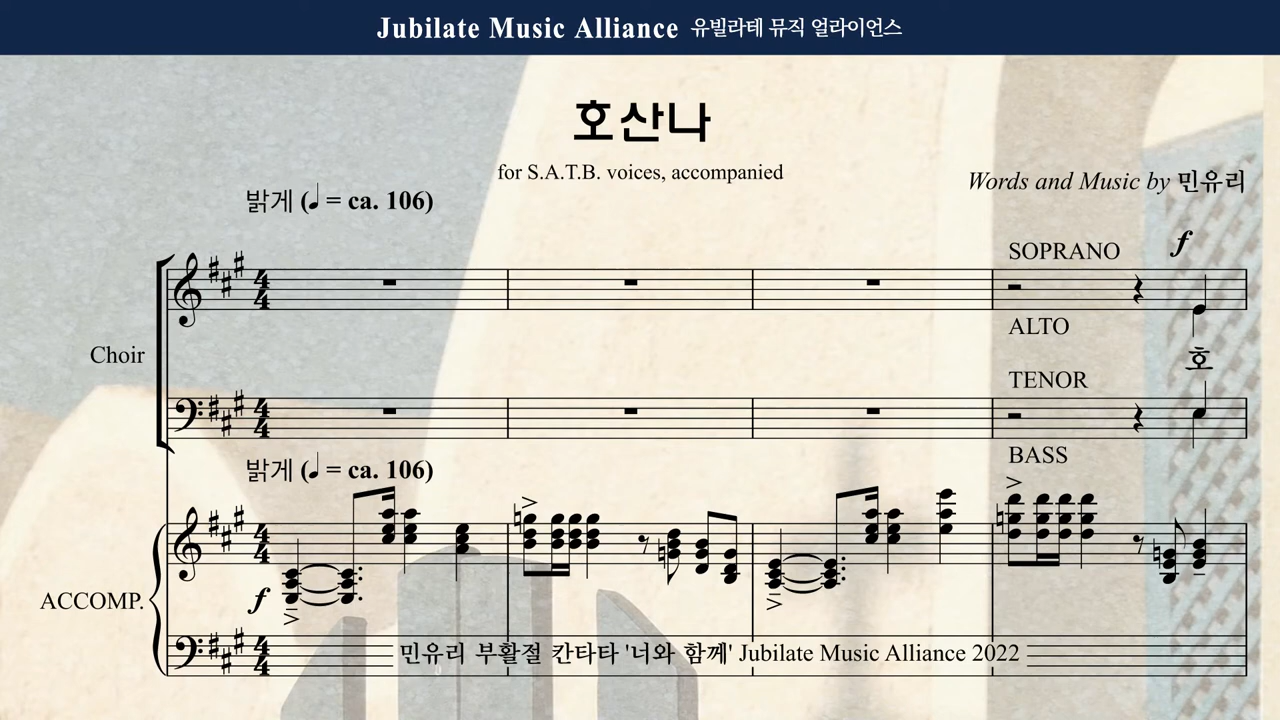 Jubilate Music Alliance 유빌라테 뮤직 얼라이언스
호산나
for S.A.T.B. voices, accompanied
Words and Music by 민유리
밝게 (♩ = ca. 106)
SOPRANO
f
ALTO
Choir
호
TENOR
BASS
밝게 (♩ = ca. 106)
ACCOMP.
f
민유리 부활절 칸타타 '너와 함께' Jubilate Music Alliance 2022